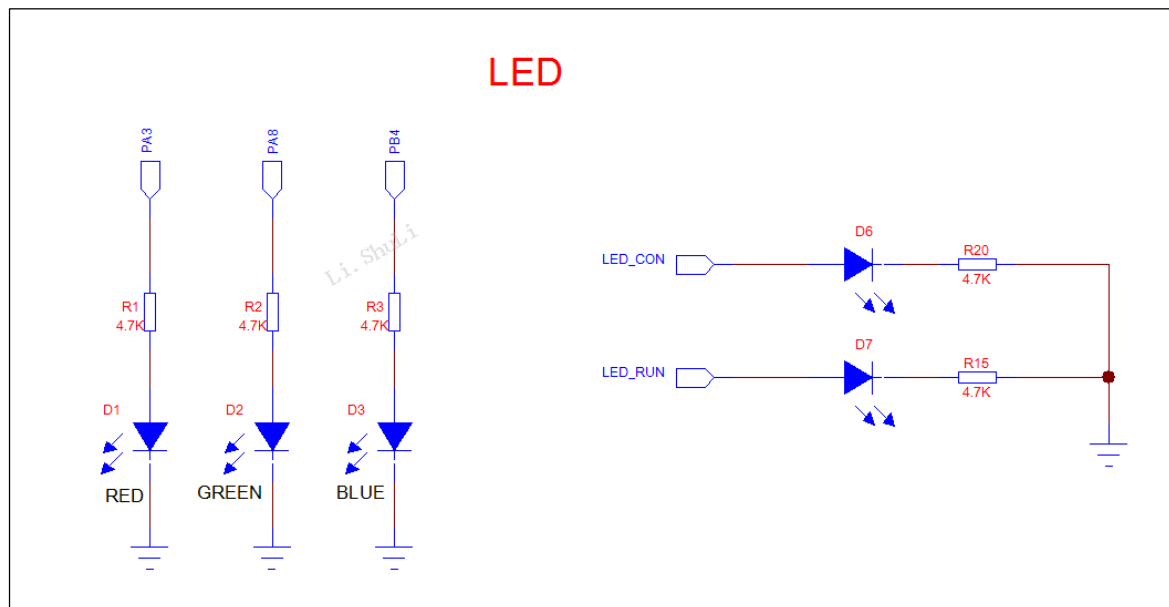 LED
PA3
PA8
PB4
Li.ShuLi
R1
4.7K
R2
4.7K
R3
4.7K
D1
D2
D3
RED
GREEN
BLUE
LED_CON
D6
R20
4.7K
LED_RUN
D7
R15
4.7K